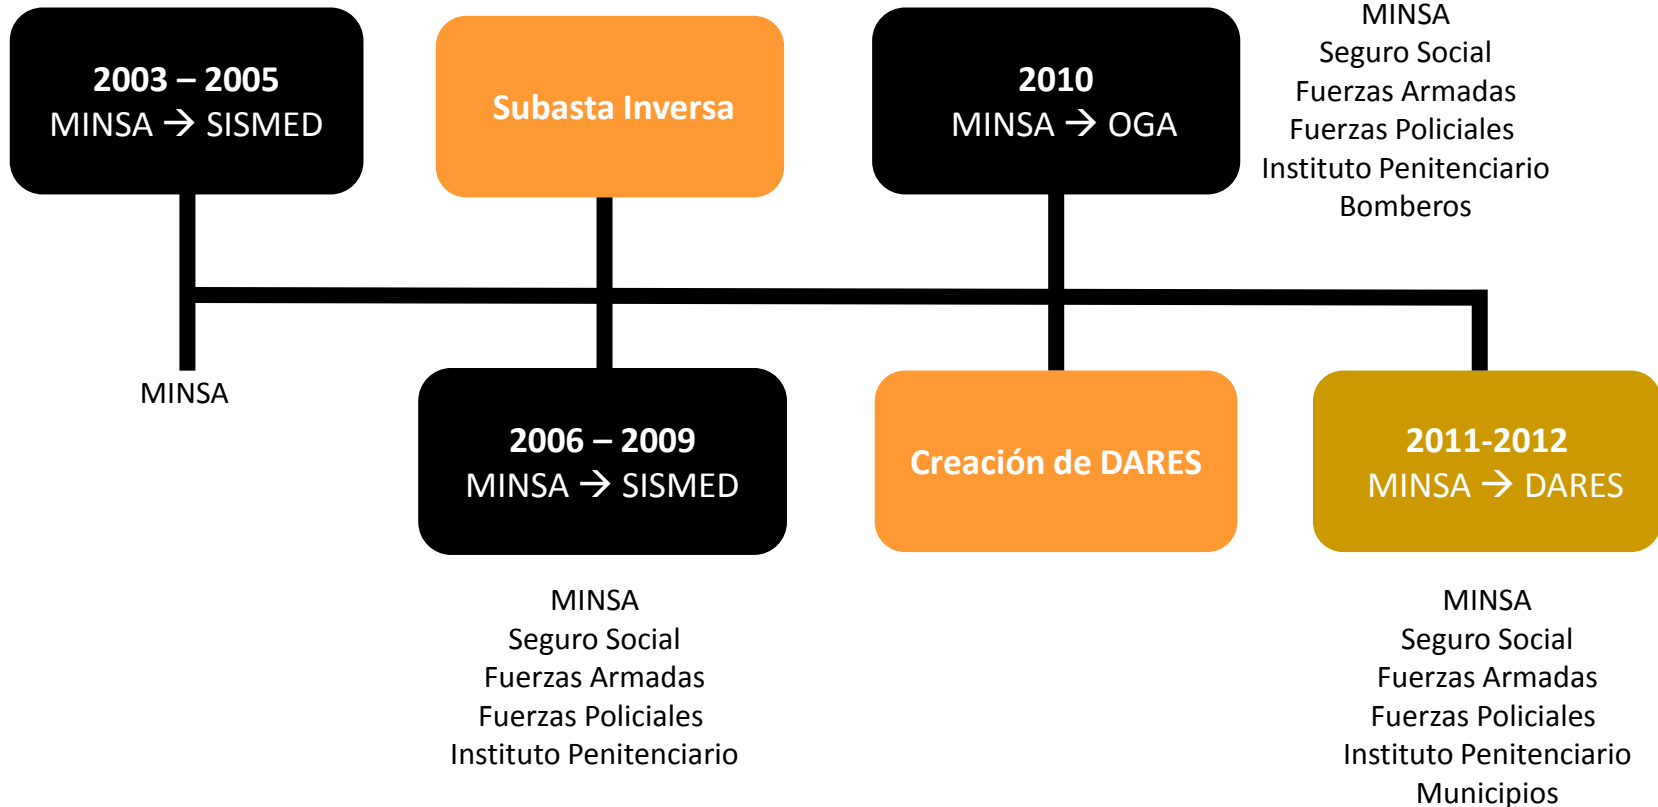 2003 – 2005
MINSA → SISMED
MINSA
Subasta Inversa
2006 – 2009
MINSA → SISMED
MINSA
Seguro Social
Fuerzas Armadas
Fuerzas Policiales
Instituto Penitenciario
2010
MINSA → OGA
MINSA
Seguro Social
Fuerzas Armadas
Fuerzas Policiales
Instituto Penitenciario
Bomberos
Creación de DARES
2011-2012
MINSA → DARES
MINSA
Seguro Social
Fuerzas Armadas
Fuerzas Policiales
Instituto Penitenciario
Municipios